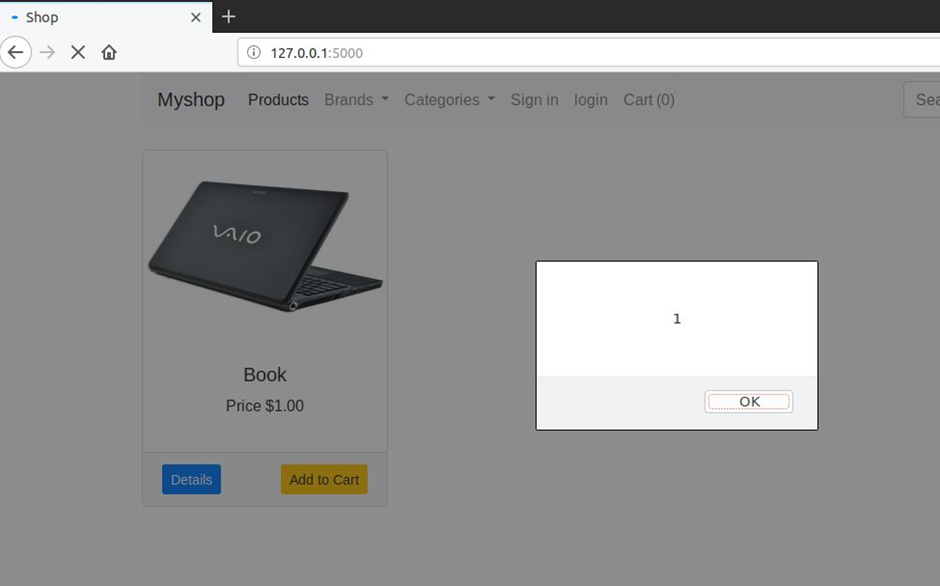 Shop
127.0.0.1:5000
Myshop Products Brands Categories Sign in login Cart (0) Sea
VAIO
1
OK
Book
Price $1.00
Details Add to Cart